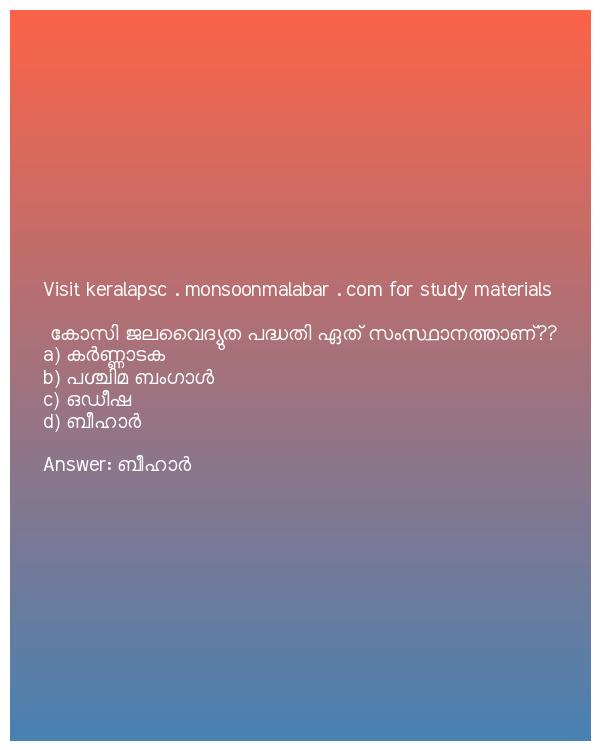 Visit keralapsc . monsoonmalabar . com for study materials
കോസി ജലവൈദ്യുത പദ്ധതി ഏത് സംസ്ഥാനത്താണ്??
a) കർണ്ണാടക
b) പശ്ചിമ ബംഗാൾ
c) ഒഡീഷ
d) ബീഹാർ
Answer: ബീഹാർ